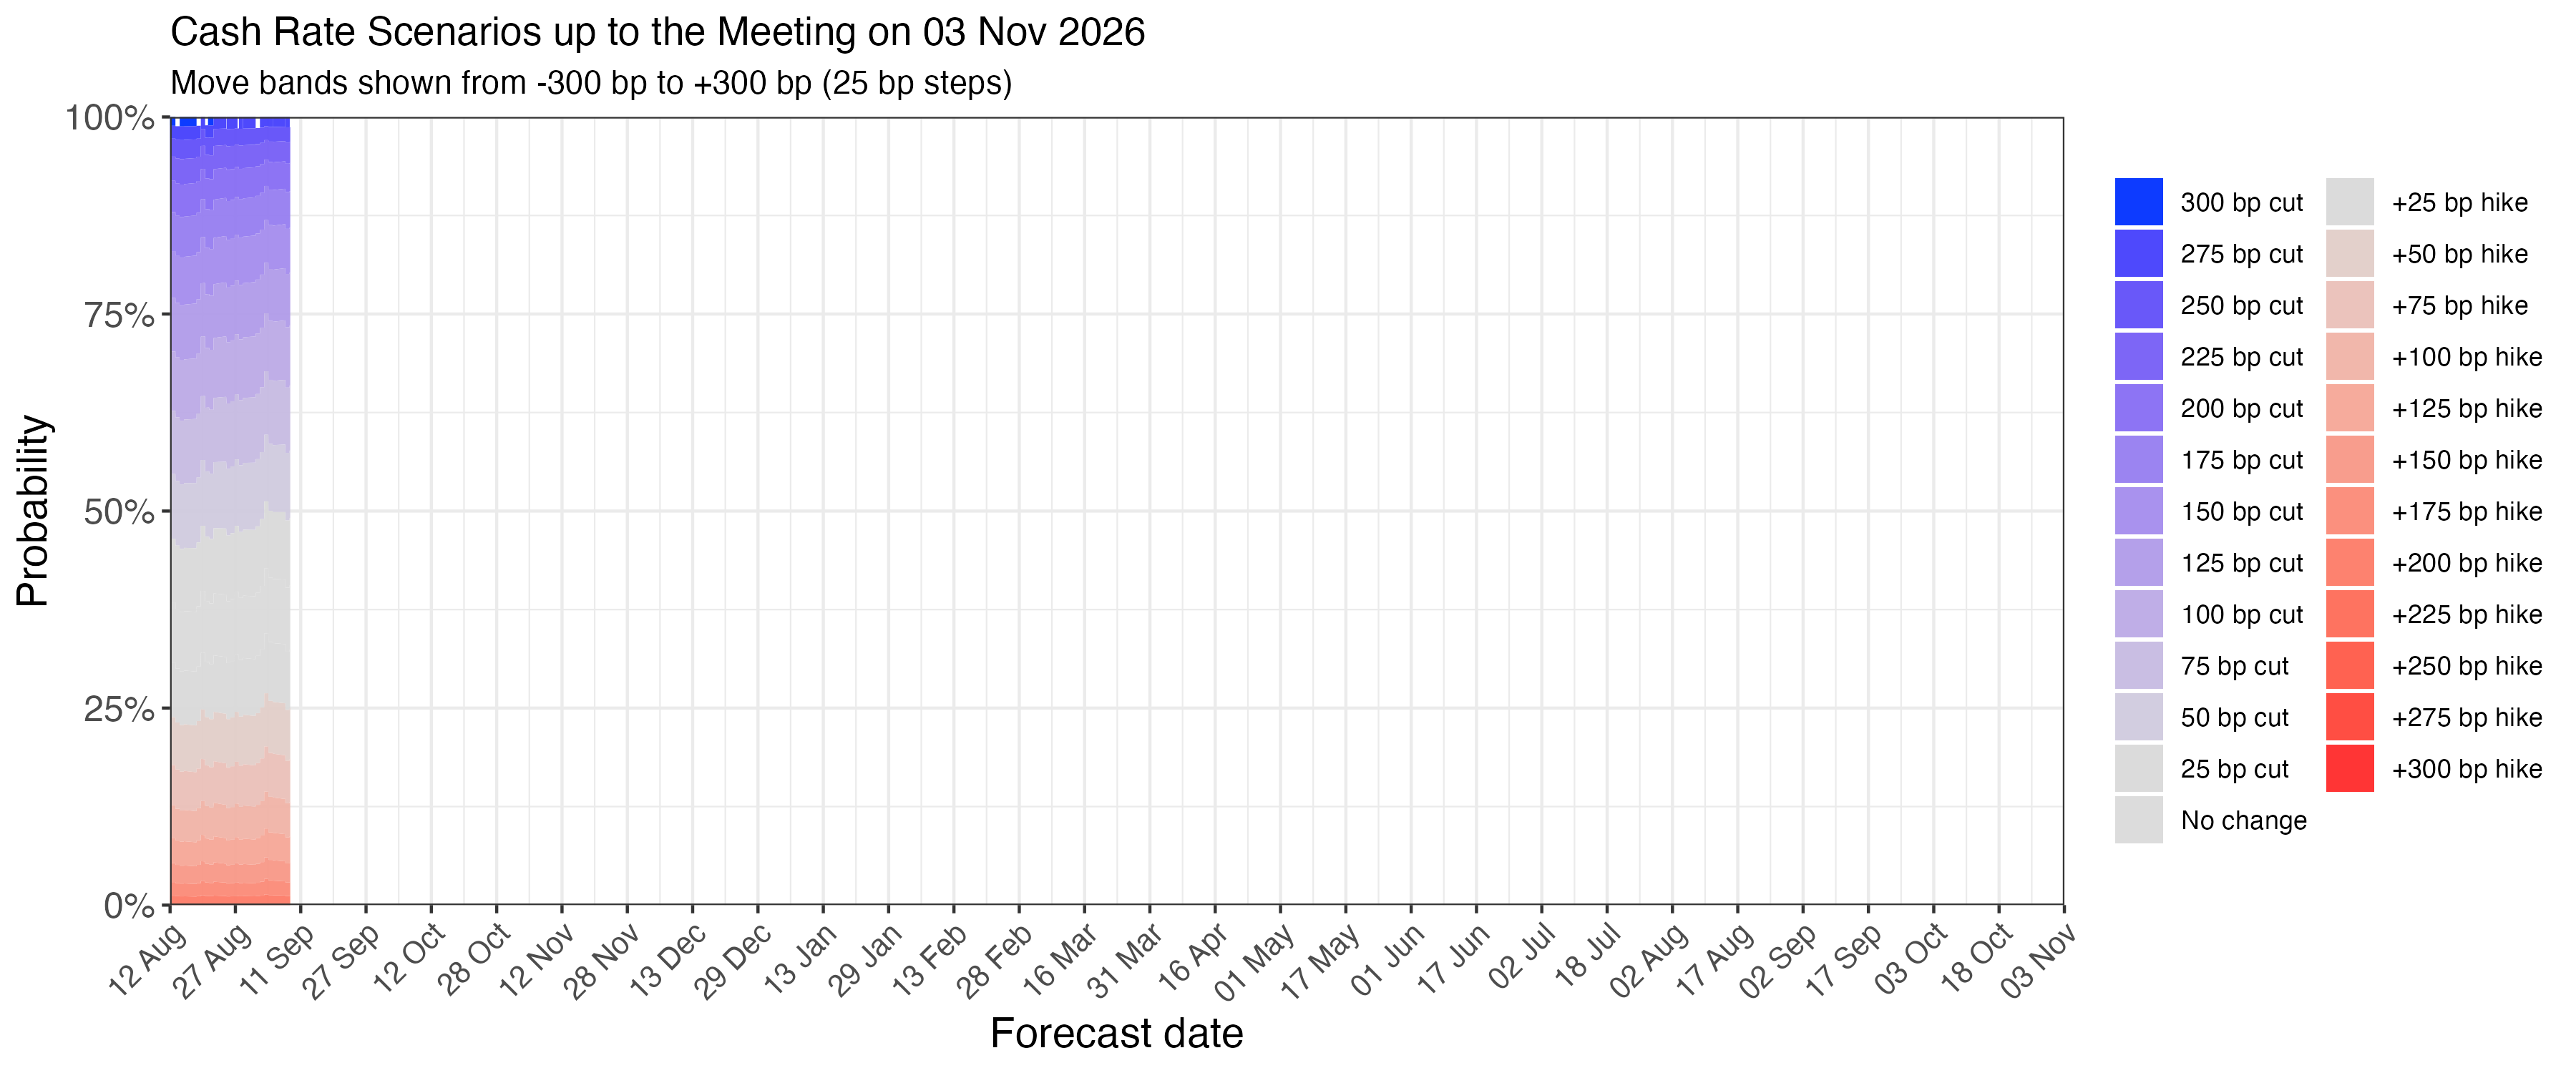 Cash Rate Scenarios up to the Meeting on 03 Nov 2026
Move bands shown from -300 bp to +300 bp (25 bp steps)
Probability
100%
75%
50%
25%
0%
12 Aug
27 Aug
11 Sep
27 Sep
12 Oct
28 Oct
12 Nov
28 Nov
13 Dec
29 Dec
13 Jan
29 Jan
13 Feb
28 Feb
16 Mar
31 Mar
16 Apr
01 May
17 May
01 Jun
17 Jun
02 Jul
18 Jul
02 Aug
17 Aug
02 Sep
17 Sep
03 Oct
18 Oct
03 Nov
Forecast date
300 bp cut
275 bp cut
250 bp cut
225 bp cut
200 bp cut
175 bp cut
150 bp cut
125 bp cut
100 bp cut
75 bp cut
50 bp cut
25 bp cut
No change
+25 bp hike
+50 bp hike
+75 bp hike
+100 bp hike
+125 bp hike
+150 bp hike
+175 bp hike
+200 bp hike
+225 bp hike
+250 bp hike
+275 bp hike
+300 bp hike